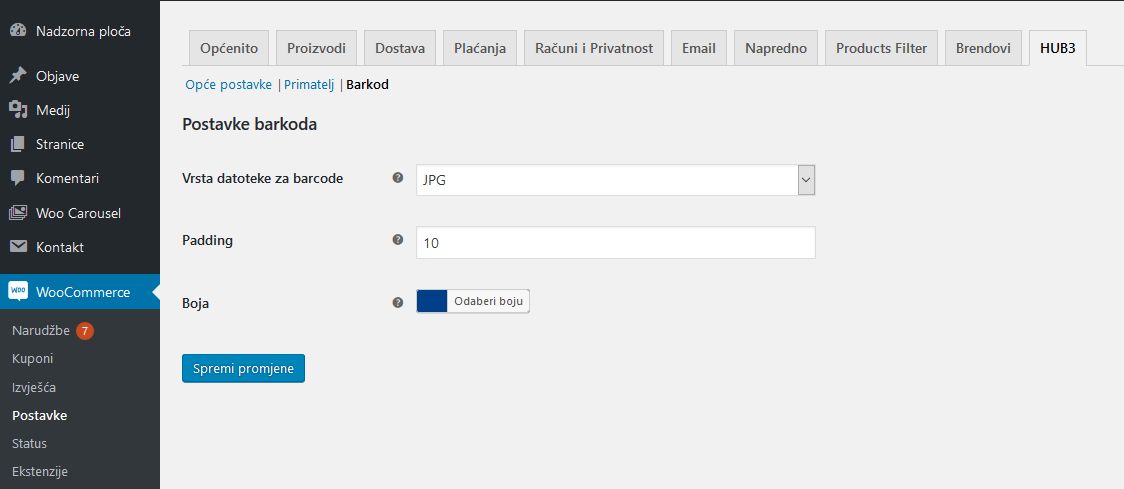 Nadzorna ploča
Objave
Medij
Stranice
Komentari
Woo Carousel
Kontakt
woo WooCommerce
Narudžbe 7
Kuponi
Izvješća
Postavke
Status
Ekstenzije
Općenito Proizvodi Dostava Plaćanja Računi i Privatnost Email Napredno Products Filter Brendovi HUB3
Opće postavke | Primatelj | Barkod
Postavke barkoda
Vrsta datoteke za barcode ? JPG
Padding ? 10
Boja ? Odaberi boju
Spremi promjene